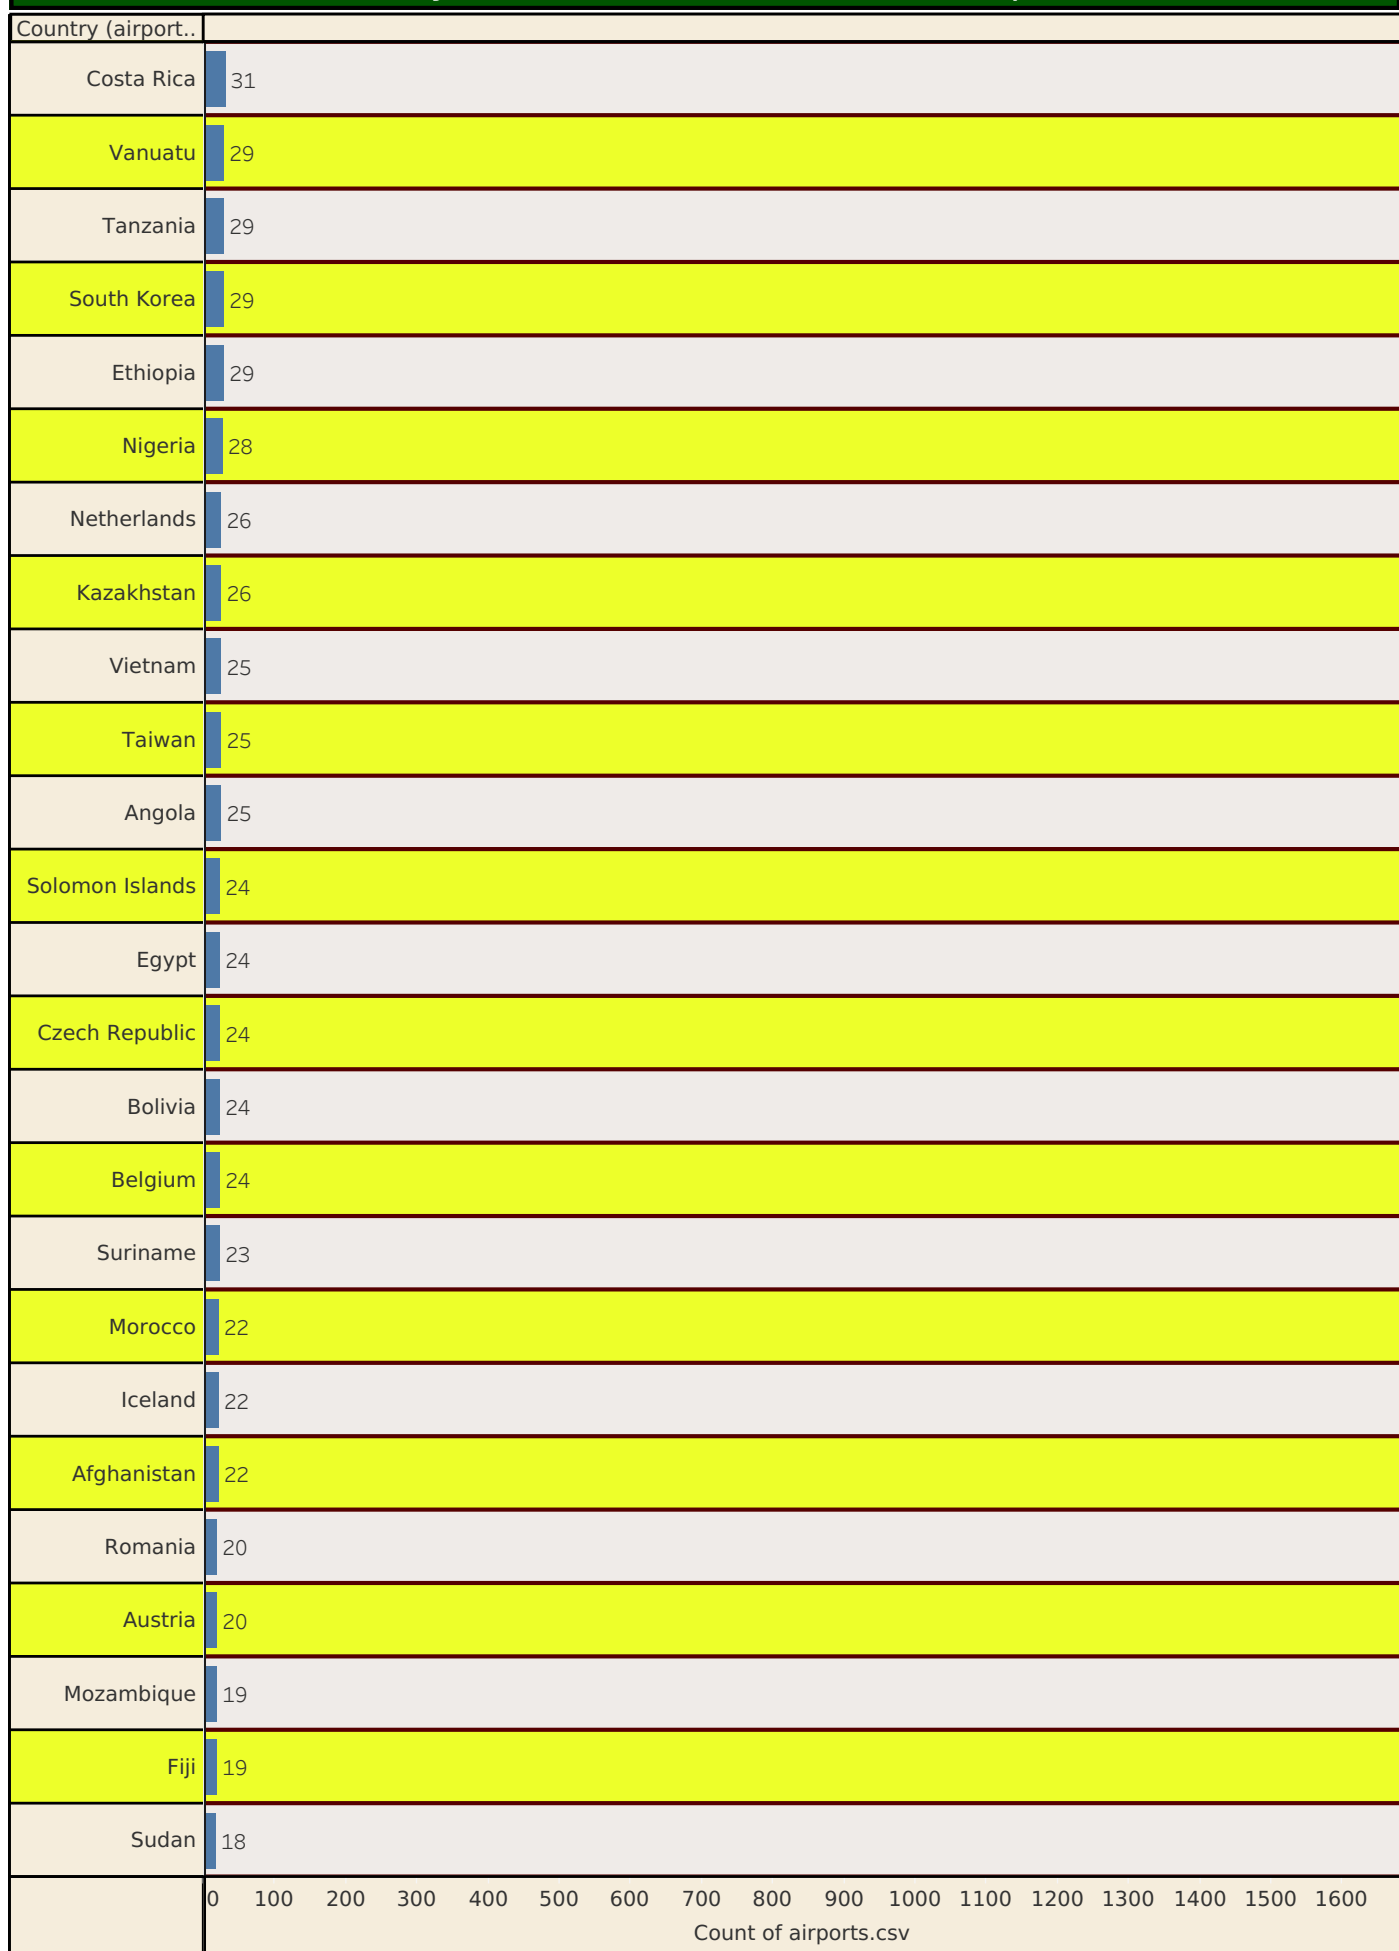 Country (airport..
Costa Rica 31
Vanuatu 29
Tanzania 29
South Korea 29
Ethiopia 29
Nigeria 28
Netherlands 26
Kazakhstan 26
Vietnam 25
Taiwan 25
Angola 25
Solomon Islands 24
Egypt 24
Czech Republic 24
Bolivia 24
Belgium 24
Suriname 23
Morocco 22
Iceland 22
Afghanistan 22
Romania 20
Austria 20
Mozambique 19
Fiji 19
Sudan 18
0 100 200 300 400 500 600 700 800 900 1000 1100 1200 1300 1400 1500 1600
Count of airports.csv